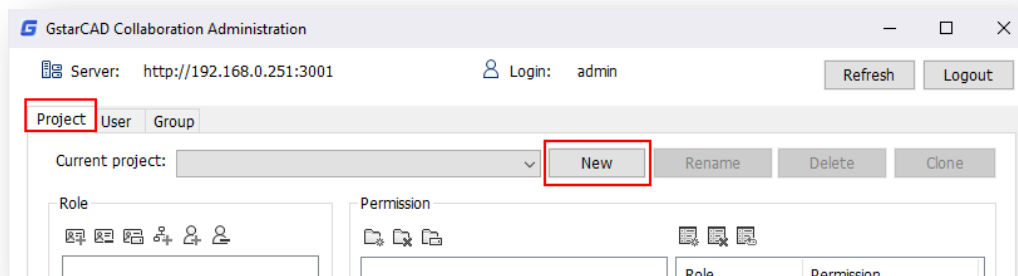 GstarCAD Collaboration Administration
Server: http://192.168.0.251:3001 Login: admin Refresh Logout
Project User Group
Current project: New Rename Delete Clone
Role Permission
Role Permission